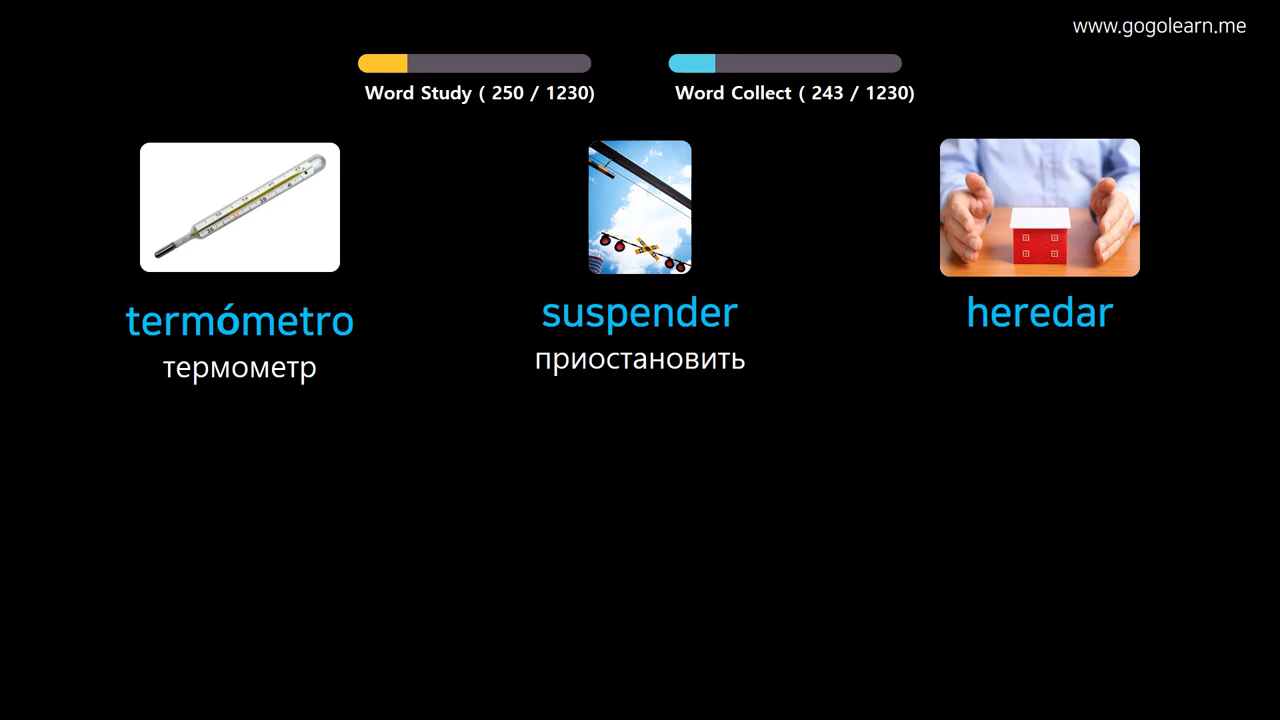 www.gogolearn.me
Word Study ( 250 / 1230)
Word Collect ( 243 / 1230)
termómetro
термометр
suspender
приостановить
heredar